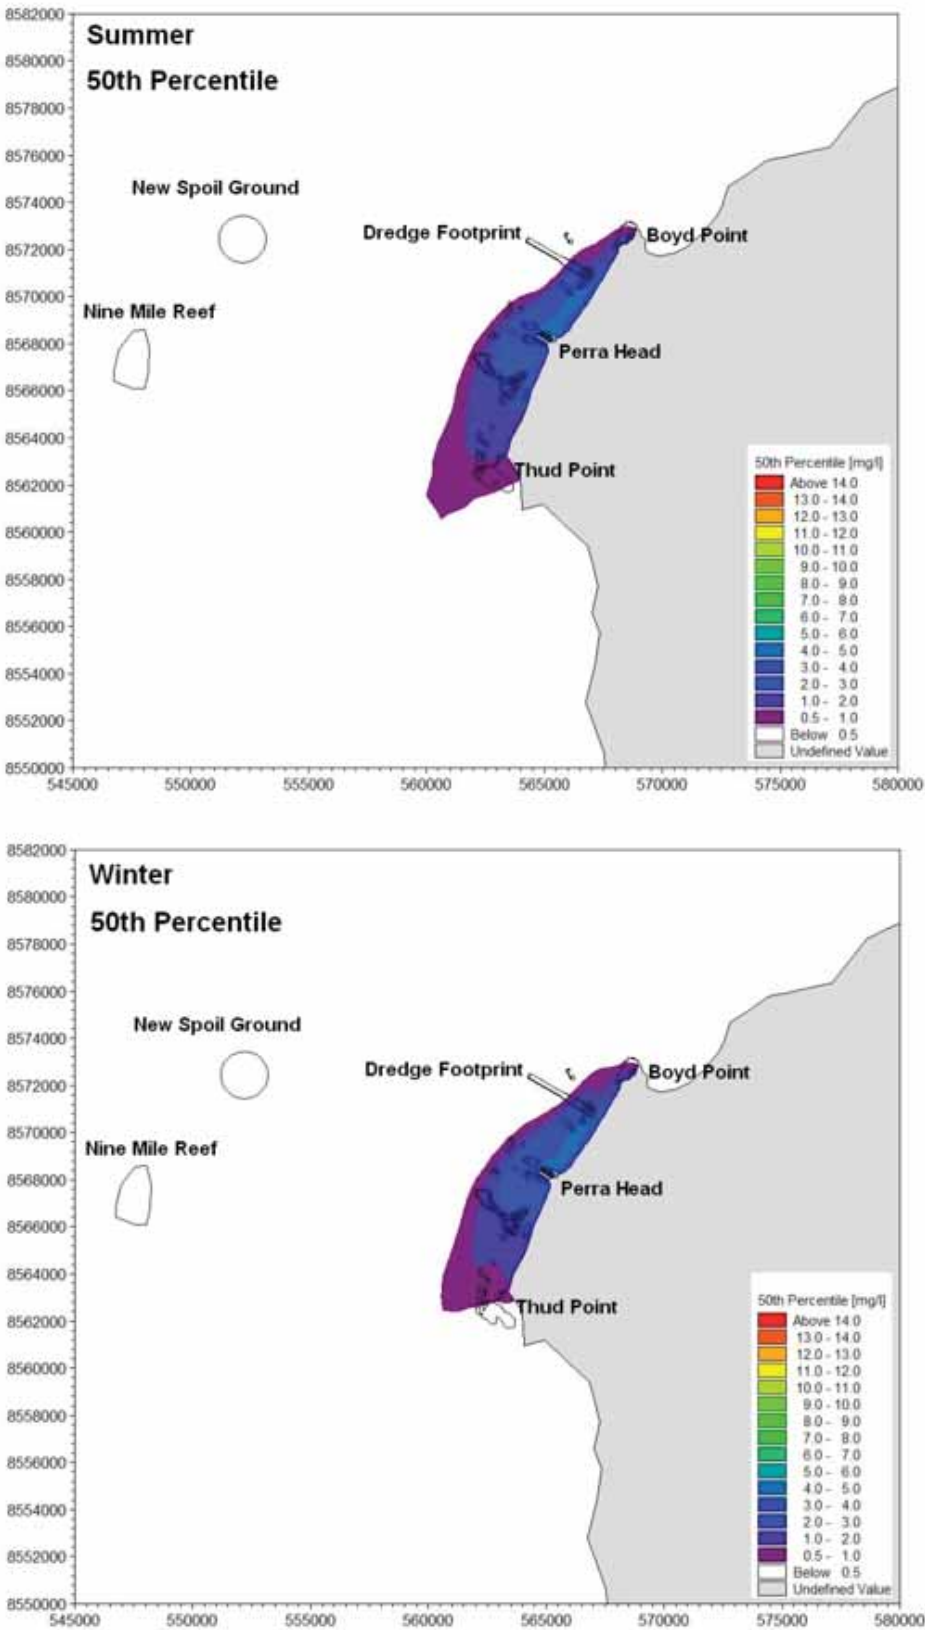 Summer
50th Percentile
8582000
8580000
8578000
8576000
8574000
8572000
8570000
8568000
8566000
8564000
8562000
8560000
8558000
8556000
8554000
8552000
8550000
New Spoil Ground
Dredge Footprint
Boyd Point
Nine Mile Reef
Perra Head
Thud Point
50th Percentile [mg/l]
Above 14.0
13.0 - 14.0
12.0 - 13.0
11.0 - 12.0
10.0 - 11.0
9.0 - 10.0
8.0 - 9.0
7.0 - 8.0
6.0 - 7.0
5.0 - 6.0
4.0 - 5.0
3.0 - 4.0
2.0 - 3.0
1.0 - 2.0
0.5 - 1.0
Below 0.5
Undefined Value
545000 550000 555000 560000 565000 570000 575000 580000
Winter
50th Percentile
8582000
8580000
8578000
8576000
8574000
8572000
8570000
8568000
8566000
8564000
8562000
8560000
8558000
8556000
8554000
8552000
8550000
New Spoil Ground
Dredge Footprint
Boyd Point
Nine Mile Reef
Perra Head
Thud Point
50th Percentile [mg/l]
Above 14.0
13.0 - 14.0
12.0 - 13.0
11.0 - 12.0
10.0 - 11.0
9.0 - 10.0
8.0 - 9.0
7.0 - 8.0
6.0 - 7.0
5.0 - 6.0
4.0 - 5.0
3.0 - 4.0
2.0 - 3.0
1.0 - 2.0
0.5 - 1.0
Below 0.5
Undefined Value
545000 550000 555000 560000 565000 570000 575000 580000